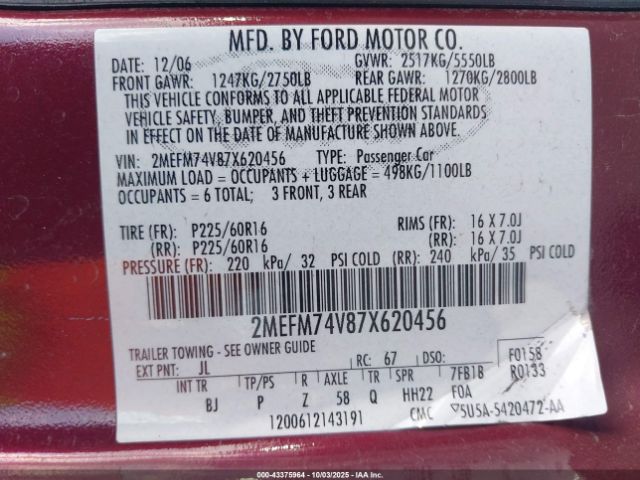 MFD. BY FORD MOTOR CO.
DATE: 12/06 GVWR: 2517KG/5550LB
FRONT GAWR: 1247KG/2750LB REAR GAWR: 1270KG/2800LB
THIS VEHICLE CONFORMS TO ALL APPLICABLE FEDERAL MOTOR
VEHICLE SAFETY, BUMPER, AND THEFT PREVENTION STANDARDS
IN EFFECT ON THE DATE OF MANUFACTURE SHOWN ABOVE.
VIN: 2MEFM74V87X620456 TYPE: Passenger Car
MAXIMUM LOAD = OCCUPANTS + LUGGAGE = 498KG/1100LB
OCCUPANTS = 6 TOTAL; 3 FRONT, 3 REAR
TIRE (FR): P225/60R16 RIMS (FR): 16 X 7.0J
(RR): P225/60R16 (RR): 16 X 7.0J
PRESSURE (FR): 220 kPa/ 32 PSI COLD (RR): 240 kPa/ 35 PSI COLD
2MEFM74V87X620456
TRAILER TOWING - SEE OWNER GUIDE
EXT PNT: JL RC: 67 DSO: F0158
R0133
INT TR TP/PS R AXLE TR SPR 7FB1B
BJ P Z 58 Q HH22 FOA
1200612143191 CMC 5U5A-5420472-AA
000-43375964 - 10/03/2025 - Copyright IAA, LLC